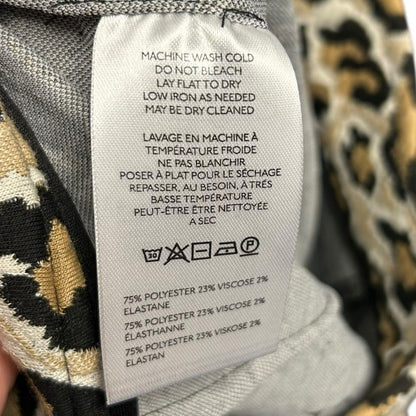 MACHINE WASH COLD
DO NOT BLEACH
LAY FLAT TO DRY
LOW IRON AS NEEDED
MAY BE DRY CLEANED
LAVAGE EN MACHINE À
TEMPÉRATURE FROIDE
NE PAS BLANCHIR
POSER À PLAT POUR LE SÉCHAGE
REPASSER, AU BESOIN, À TRÈS
BASSE TEMPÉRATURE
PEUT-ÊTRE ÊTRE NETTOYER
A SEC
30 P
75% POLYESTER 23% VISCOSE 2%
ELASTANE
75% POLYESTER 23% VISCOSE 2%
ÉLASTHANNE
75% POLYESTER 23% VISKOSE 2%
ELASTAN